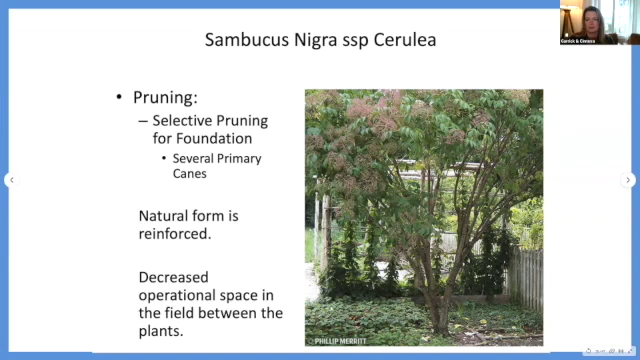 Sambucus Nigra ssp Cerulea
• Pruning:
– Selective Pruning
for Foundation
• Several Primary
Canes
Natural form is
reinforced.
Decreased
operational space in
the field between the
plants.
© PHILLIP MERRITT